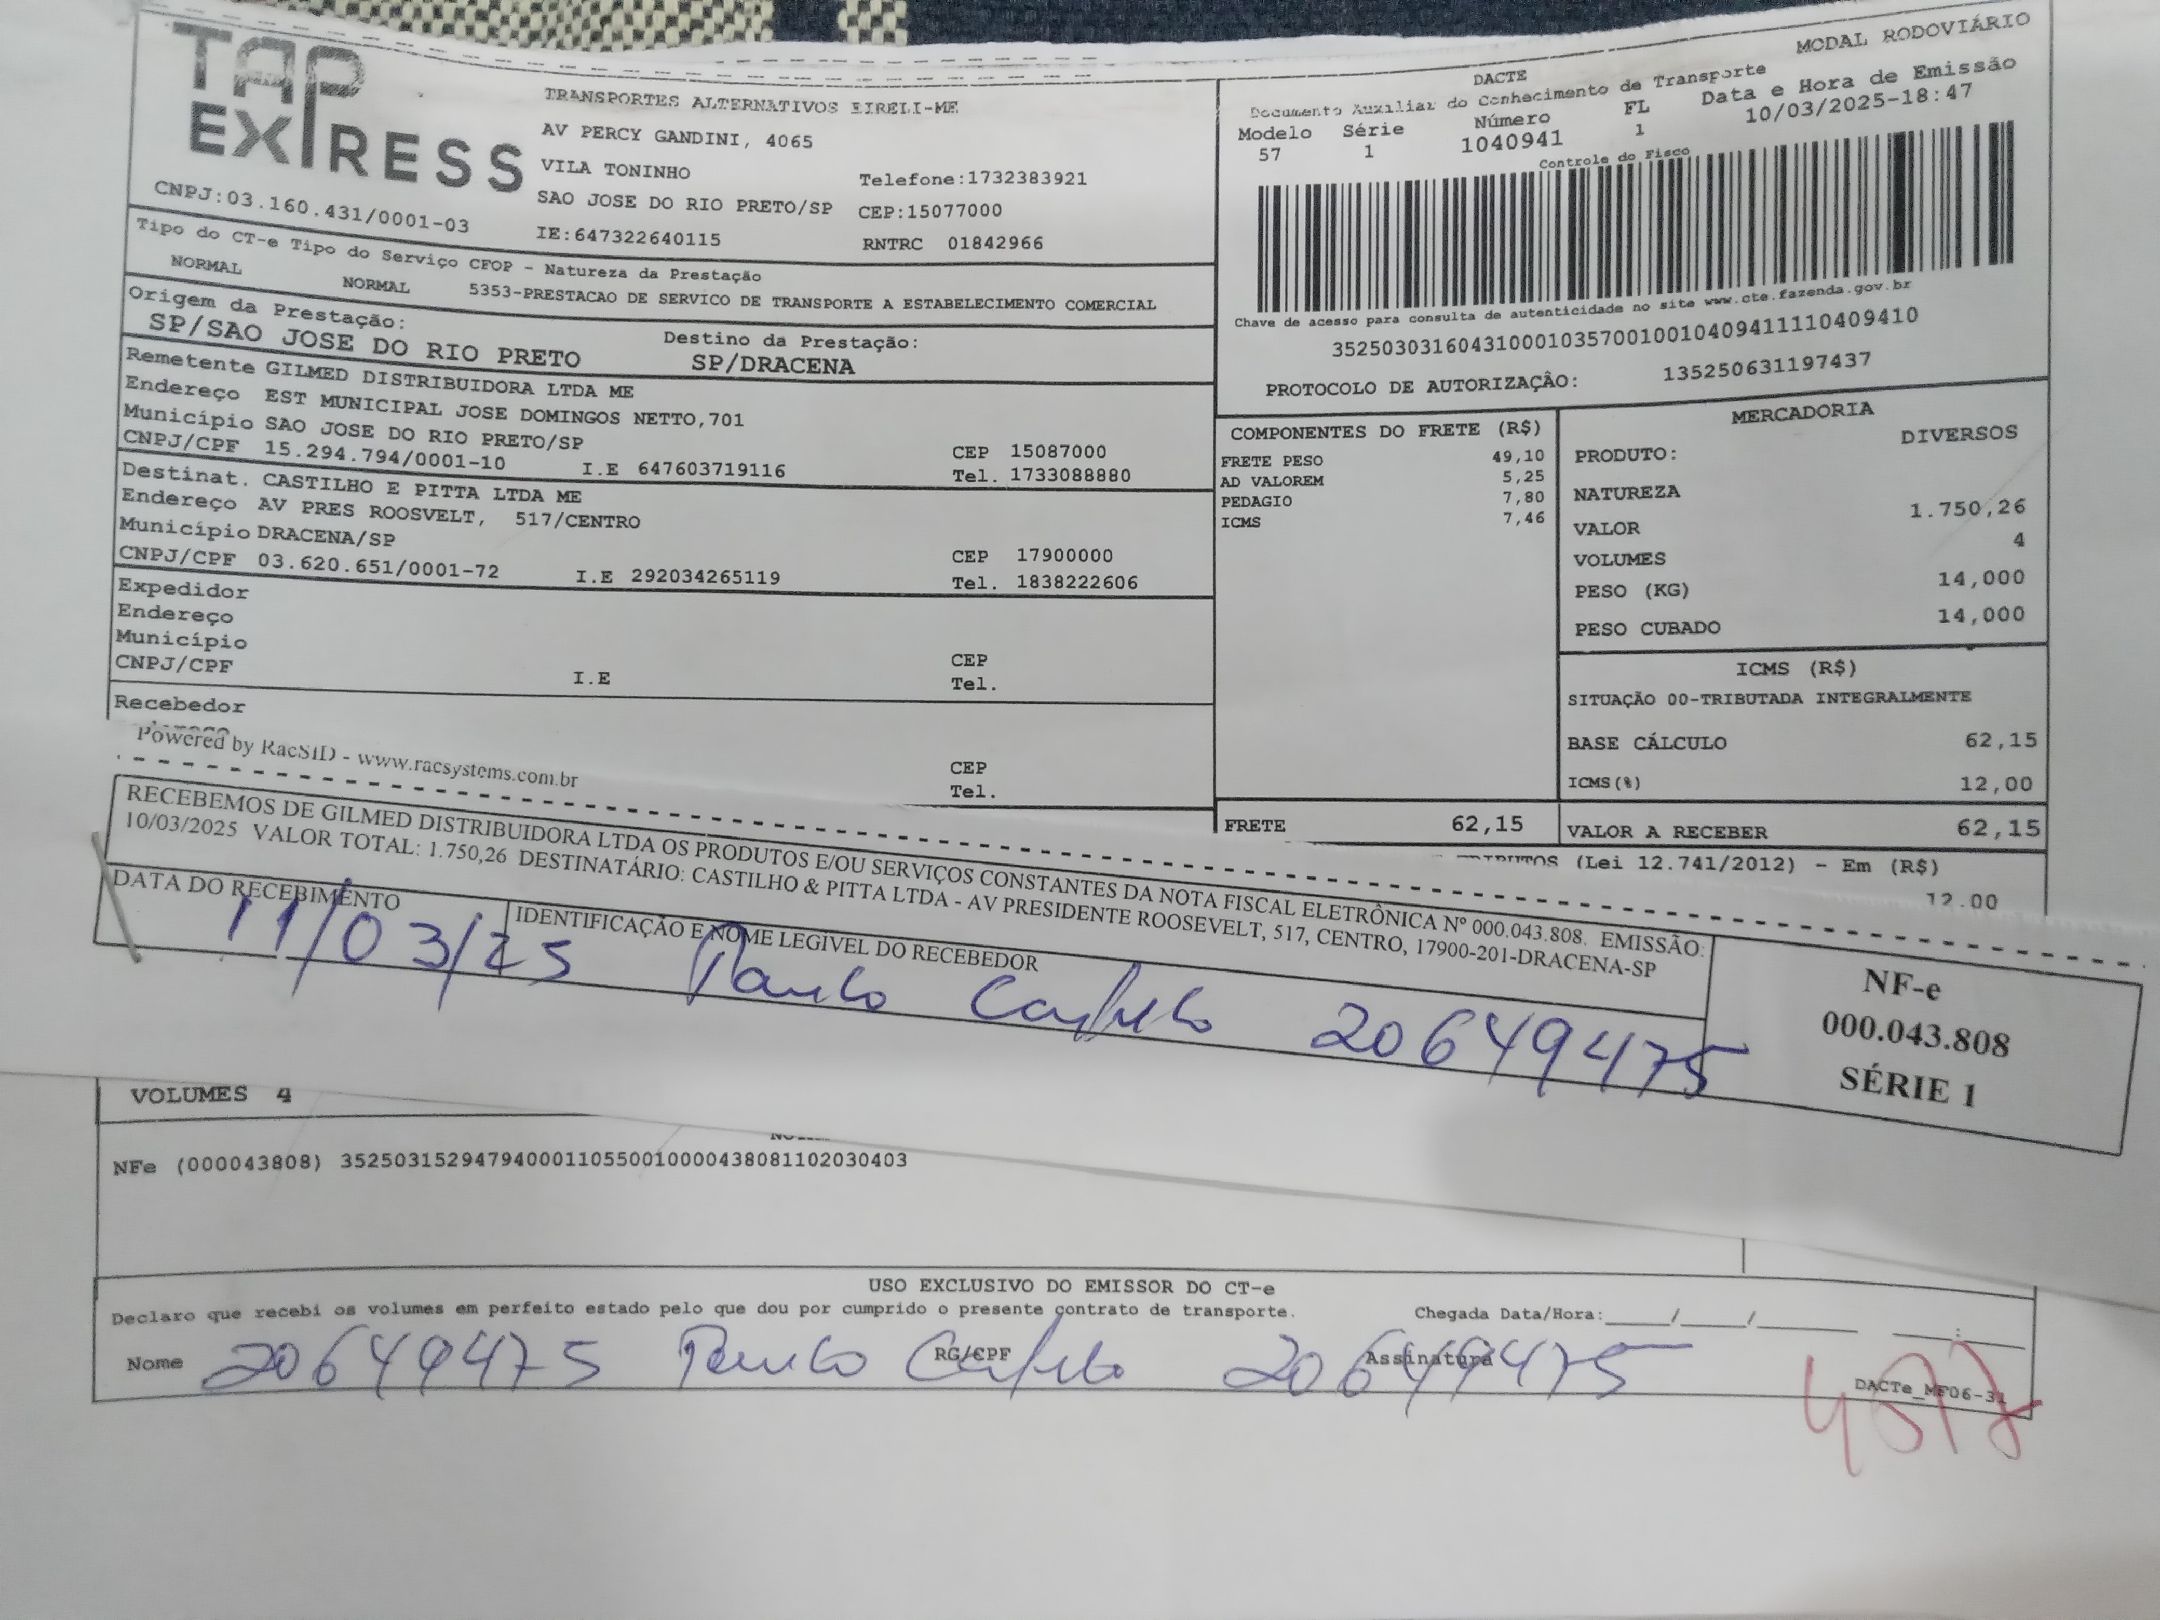 TAP EXPRESS
TRANSPORTES ALTERNATIVOS EIRELI-ME
AV PERCY GANDINI, 4065
VILA TONINHO
Telefone:1732383921
SAO JOSE DO RIO PRETO/SP CEP:15077000
CNPJ:03.160.431/0001-03
IE:647322640115
RNTRC 01842966
MODAL RODOVIÁRIO
DACTE
Documento Auxiliar do Conhecimento de Transporte
Modelo Série Número FL Data e Hora de Emissão
57 1 1040941 1 10/03/2025-18:47
Controle do Fisco
Chave de acesso para consulta de autenticidade no site www.cte.fazenda.gov.br
35250303160431000103570010010409411110409410
PROTOCOLO DE AUTORIZAÇÃO: 135250631197437
Tipo do CT-e Tipo do Serviço CFOP - Natureza da Prestação
NORMAL NORMAL 5353-PRESTACAO DE SERVICO DE TRANSPORTE A ESTABELECIMENTO COMERCIAL
Origem da Prestação: Destino da Prestação:
SP/SAO JOSE DO RIO PRETO SP/DRACENA
Remetente GILMED DISTRIBUIDORA LTDA ME
Endereço EST MUNICIPAL JOSE DOMINGOS NETTO,701
Município SAO JOSE DO RIO PRETO/SP CEP 15087000
CNPJ/CPF 15.294.794/0001-10 I.E 647603719116 Tel. 1733088880
Destinat. CASTILHO E PITTA LTDA ME
Endereço AV PRES ROOSVELT, 517/CENTRO
Município DRACENA/SP CEP 17900000
CNPJ/CPF 03.620.651/0001-72 I.E 292034265119 Tel. 1838222606
Expedidor
Endereço
Município CEP
CNPJ/CPF I.E Tel.
Recebedor
CEP
Tel.
COMPONENTES DO FRETE (R$)
FRETE PESO 49,10
AD VALOREM 5,25
PEDAGIO 7,80
ICMS 7,46
FRETE 62,15
MERCADORIA
PRODUTO: DIVERSOS
NATUREZA
VALOR 1.750,26
VOLUMES 4
PESO (KG) 14,000
PESO CUBADO 14,000
ICMS (R$)
SITUAÇÃO 00-TRIBUTADA INTEGRALMENTE
BASE CÁLCULO 62,15
ICMS(%) 12,00
VALOR A RECEBER 62,15
(Lei 12.741/2012) - Em (R$)
12.00
Powered by RacSID - www.racsystems.com.br
RECEBEMOS DE GILMED DISTRIBUIDORA LTDA OS PRODUTOS E/OU SERVIÇOS CONSTANTES DA NOTA FISCAL ELETRÔNICA Nº 000.043.808. EMISSÃO:
10/03/2025 VALOR TOTAL: 1.750,26 DESTINATÁRIO: CASTILHO & PITTA LTDA - AV PRESIDENTE ROOSEVELT, 517, CENTRO, 17900-201-DRACENA-SP
DATA DO RECEBIMENTO IDENTIFICAÇÃO E NOME LEGÍVEL DO RECEBEDOR
11/03/25 Paulo 20649475
NF-e
000.043.808
SÉRIE 1
VOLUMES 4
NFe (000043808) 35250315294794000110550010000438081102030403
USO EXCLUSIVO DO EMISSOR DO CT-e
Declaro que recebi os volumes em perfeito estado pelo que dou por cumprido o presente contrato de transporte. Chegada Data/Hora:____/____/____ __:__
Nome 20649475 Paulo RG/CPF 20649475 Assinatura
DACTe_MF06-31